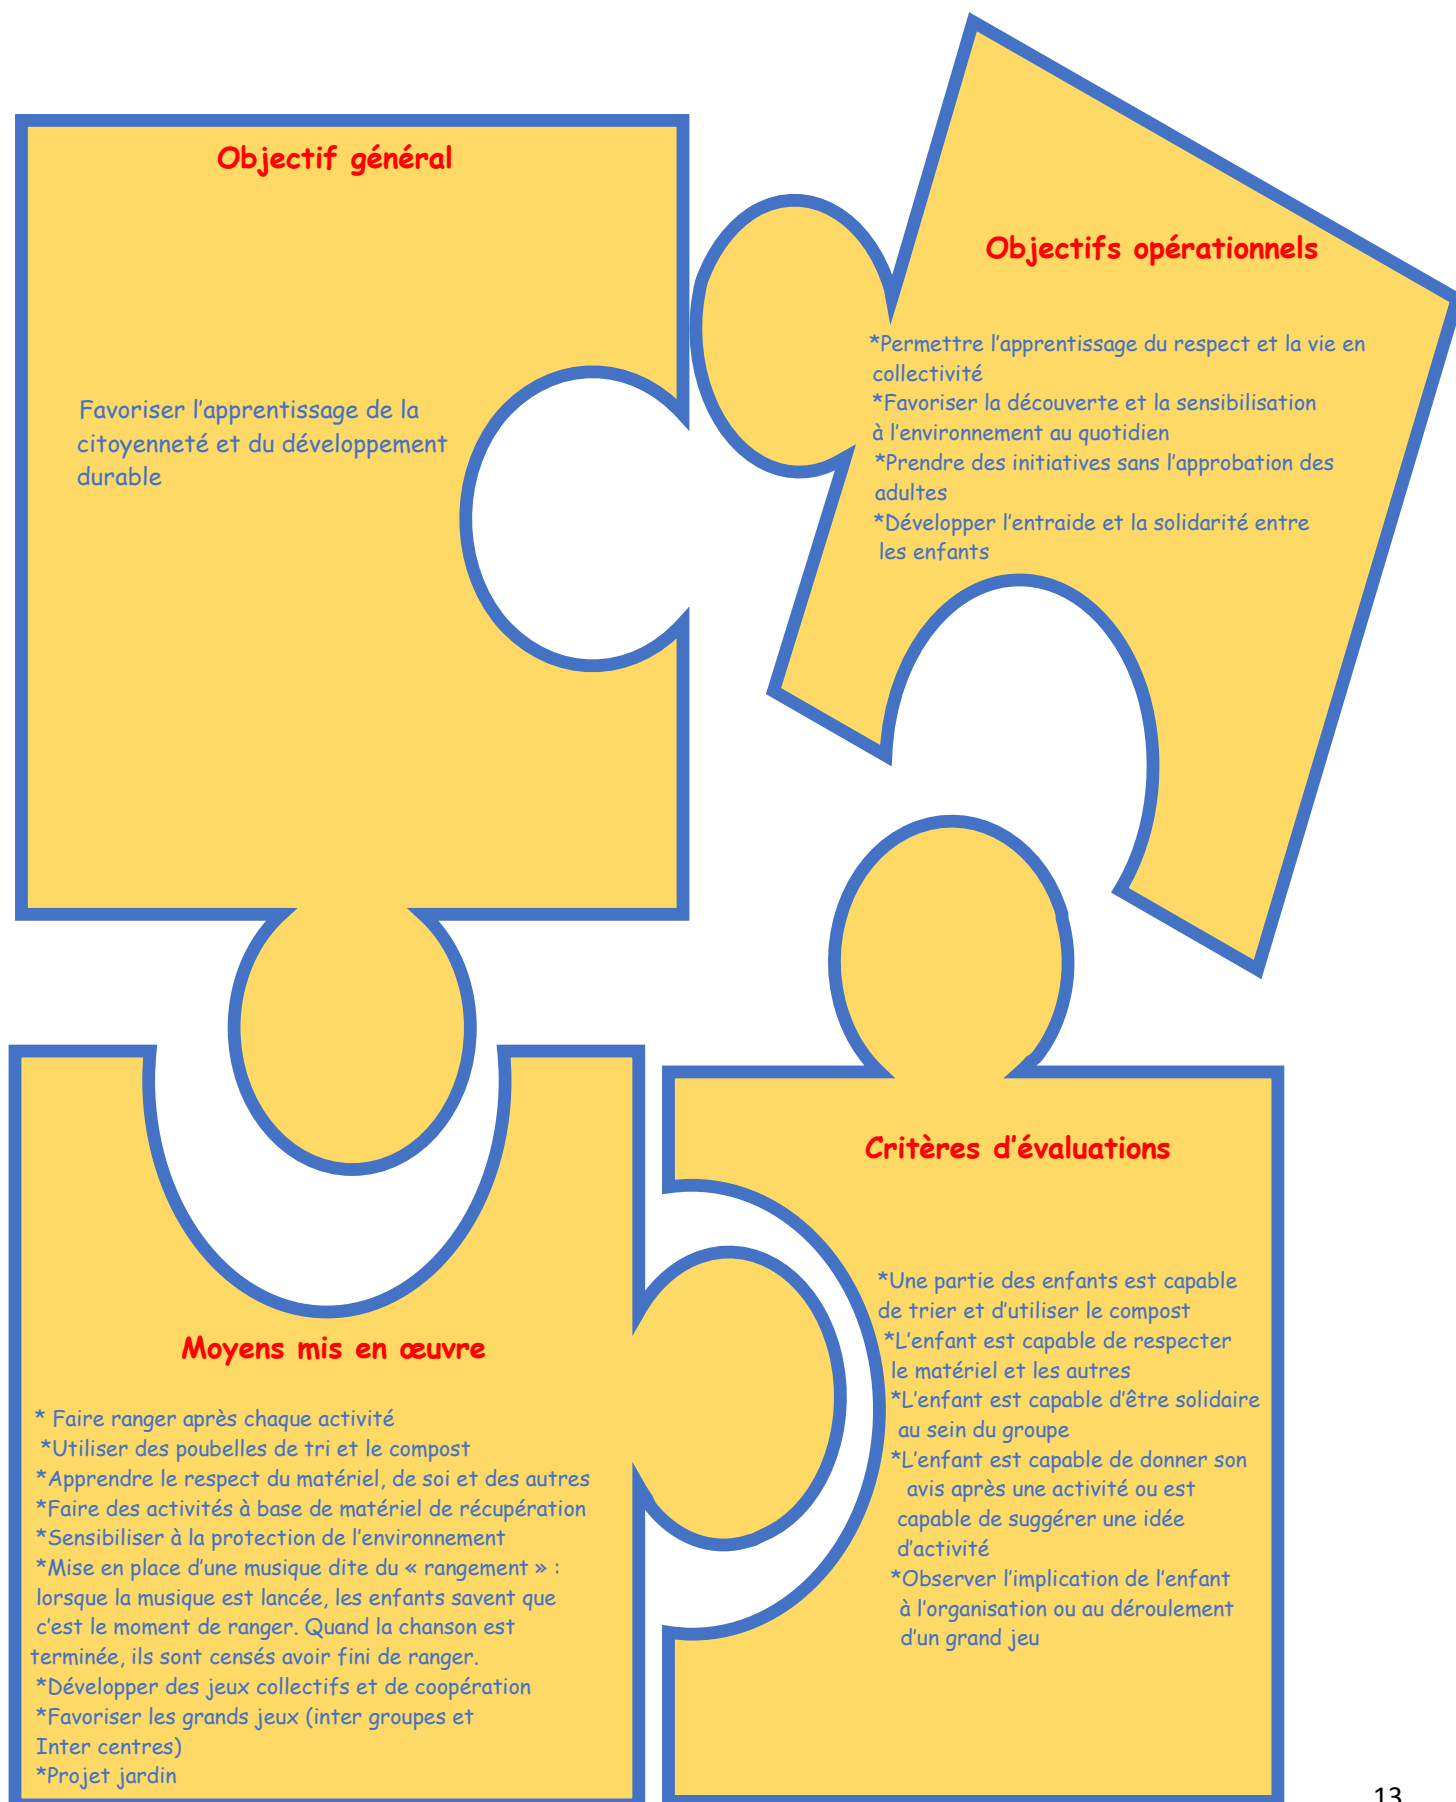 Objectif général
Favoriser l'apprentissage de la
citoyenneté et du développement
durable
Objectifs opérationnels
*Permettre l'apprentissage du respect et la vie en
collectivité
*Favoriser la découverte et la sensibilisation
à l'environnement au quotidien
*Prendre des initiatives sans l'approbation des
adultes
*Développer l'entraide et la solidarité entre
les enfants
Moyens mis en œuvre
* Faire ranger après chaque activité
*Utiliser des poubelles de tri et le compost
*Apprendre le respect du matériel, de soi et des autres
*Faire des activités à base de matériel de récupération
*Sensibiliser à la protection de l'environnement
*Mise en place d'une musique dite du « rangement » :
lorsque la musique est lancée, les enfants savent que
c'est le moment de ranger. Quand la chanson est
terminée, ils sont censés avoir fini de ranger.
*Développer des jeux collectifs et de coopération
*Favoriser les grands jeux (inter groupes et
Inter centres)
*Projet jardin
Critères d'évaluations
*Une partie des enfants est capable
de trier et d'utiliser le compost
*L'enfant est capable de respecter
le matériel et les autres
*L'enfant est capable d'être solidaire
au sein du groupe
*L'enfant est capable de donner son
avis après une activité ou est
capable de suggérer une idée
d'activité
*Observer l'implication de l'enfant
à l'organisation ou au déroulement
d'un grand jeu
13